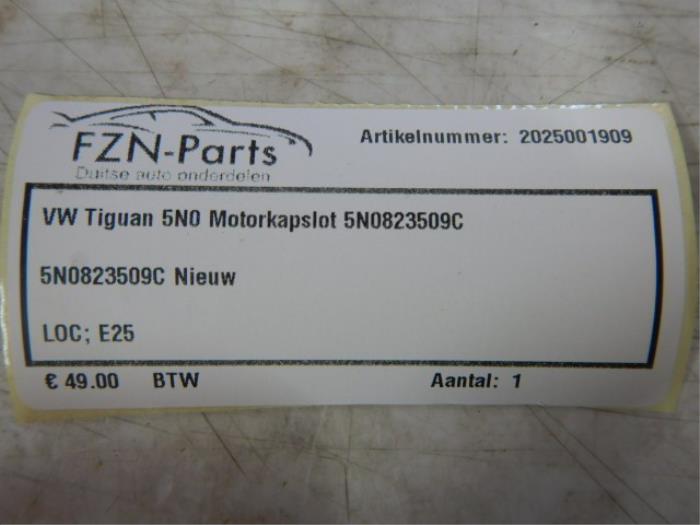 FZN-Parts
Duitse auto onderdelen
Artikelnummer: 2025001909
VW Tiguan 5N0 Motorkapslot 5N0823509C
5N0823509C Nieuw
LOC; E25
€ 49.00 BTW
Aantal: 1